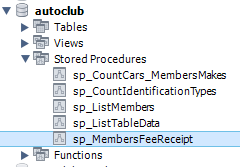 autoclub
Tables
Views
Stored Procedures
sp_CountCars_MembersMakes
sp_CountIdentificationTypes
sp_ListMembers
sp_ListTableData
sp_MembersFeeReceipt
Functions